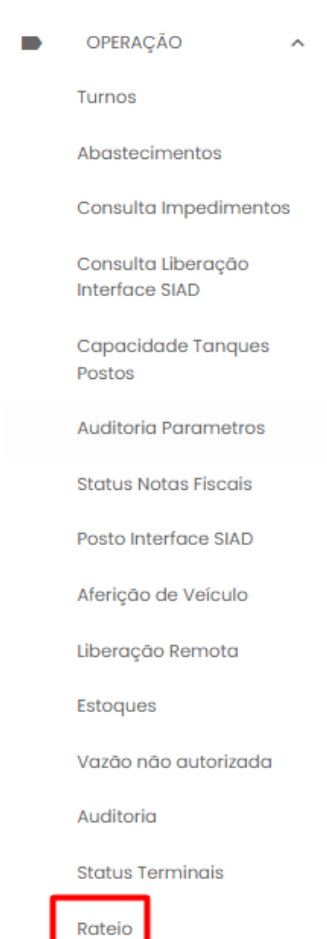 OPERAÇÃO
Turnos
Abastecimentos
Consulta Impedimentos
Consulta Liberação
Interface SIAD
Capacidade Tanques
Postos
Auditoria Parametros
Status Notas Fiscais
Posto Interface SIAD
Aferição de Veículo
Liberação Remota
Estoques
Vazão não autorizada
Auditoria
Status Terminais
Rateio